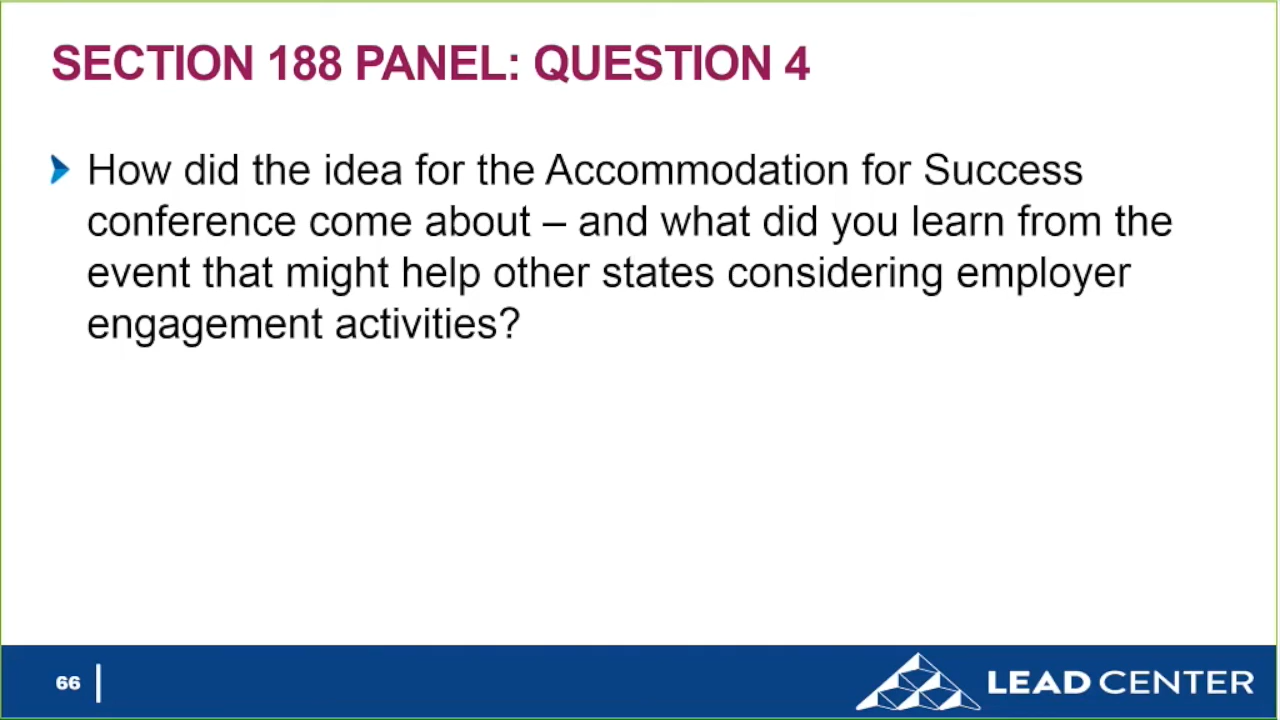 SECTION 188 PANEL: QUESTION 4
How did the idea for the Accommodation for Success
conference come about – and what did you learn from the
event that might help other states considering employer
engagement activities?
66
LEAD CENTER